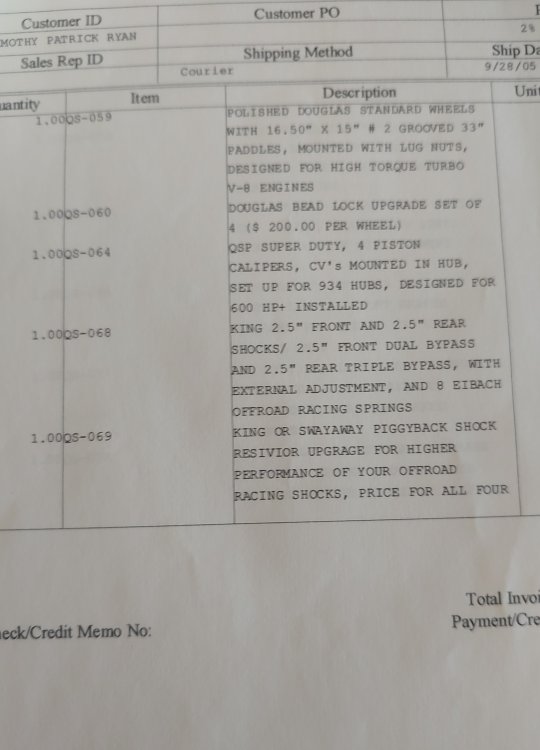 Customer ID
Customer PO
MOTHY PATRICK RYAN
2%
Sales Rep ID
Shipping Method
Ship Da
Courier
9/28/05
uantity
Item
Description
Unit
1.00QS-059
POLISHED DOUGLAS STANDARD WHEELS
WITH 16.50" X 15" # 2 GROOVED 33"
PADDLES, MOUNTED WITH LUG NUTS,
DESIGNED FOR HIGH TORQUE TURBO
V-8 ENGINES
1.00QS-060
DOUGLAS BEAD LOCK UPGRADE SET OF
4 ($ 200.00 PER WHEEL)
1.00QS-064
QSP SUPER DUTY, 4 PISTON
CALIPERS, CV's MOUNTED IN HUB,
SET UP FOR 934 HUBS, DESIGNED FOR
600 HP+ INSTALLED
1.00QS-068
KING 2.5" FRONT AND 2.5" REAR
SHOCKS/ 2.5" FRONT DUAL BYPASS
AND 2.5" REAR TRIPLE BYPASS, WITH
EXTERNAL ADJUSTMENT, AND 8 EIBACH
OFFROAD RACING SPRINGS
1.00QS-069
KING OR SWAYAWAY PIGGYBACK SHOCK
RESIVIOR UPGRAGE FOR HIGHER
PERFORMANCE OF YOUR OFFROAD
RACING SHOCKS, PRICE FOR ALL FOUR
Total Invoi
eck/Credit Memo No:
Payment/Cre